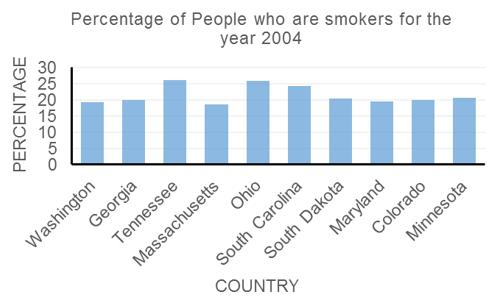 Percentage of People who are smokers for the
year 2004
PERCENTAGE
30
25
20
15
10
5
0
Washington
Georgia
Tennessee
Massachusetts
Ohio
South Carolina
South Dakota
Maryland
Colorado
Minnesota
COUNTRY